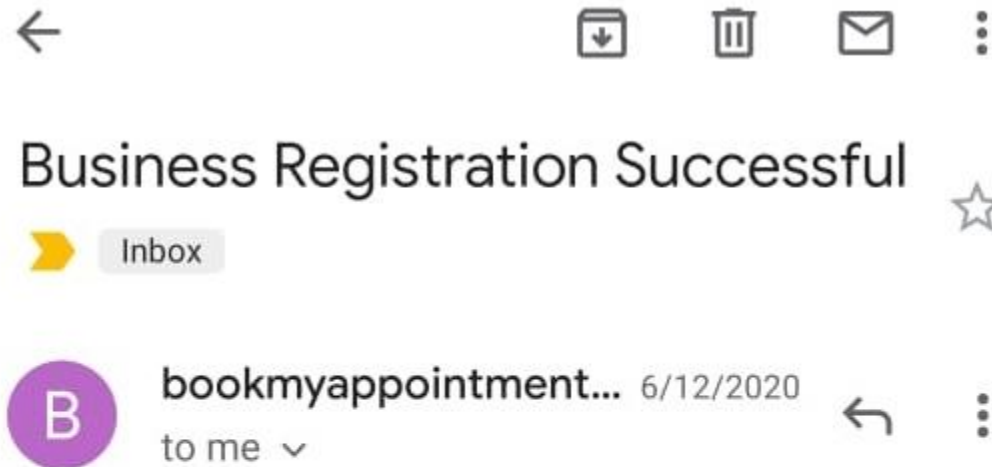 Business Registration Successful
Inbox
B
bookmyappointment... 6/12/2020
to me